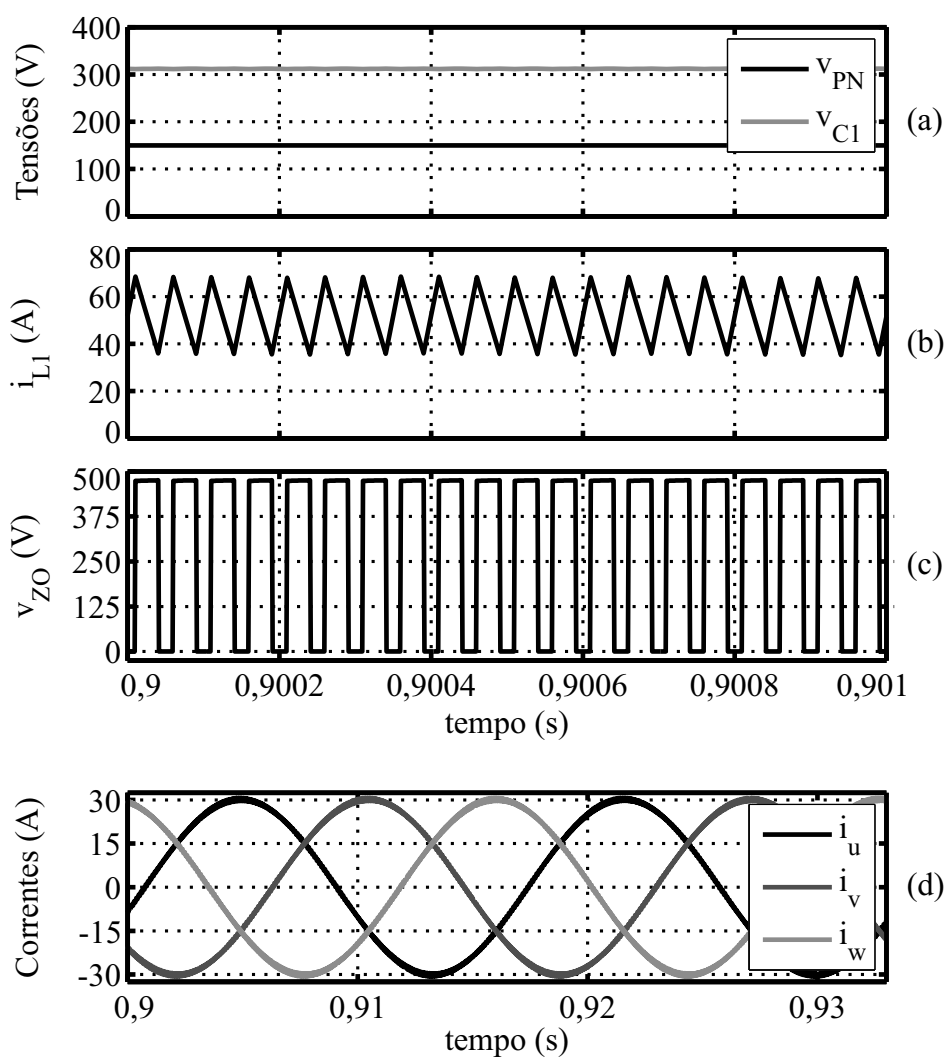 Tensões (V)
400
300
200
100
0
v_PN
v_C1
(a)
i_L1 (A)
80
60
40
20
0
(b)
v_ZO (V)
500
375
250
125
0
(c)
0,9 0,9002 0,9004 0,9006 0,9008 0,901
tempo (s)
Correntes (A)
30
15
0
-15
-30
i_u
i_v
i_w
(d)
0,9 0,91 0,92 0,93
tempo (s)